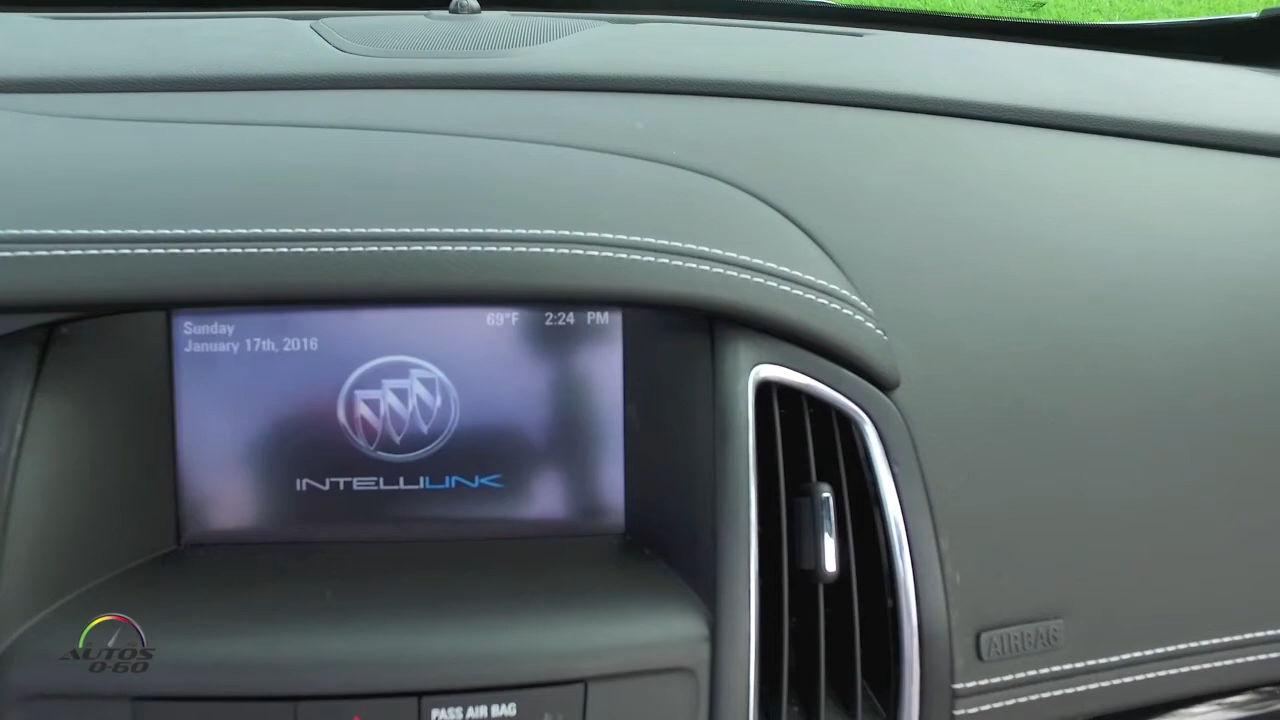 Sunday
January 17th, 2016
69°F 2:24 PM
INTELLILINK
AIRBAG
AUTOS
0-60
PASS AIR BAG